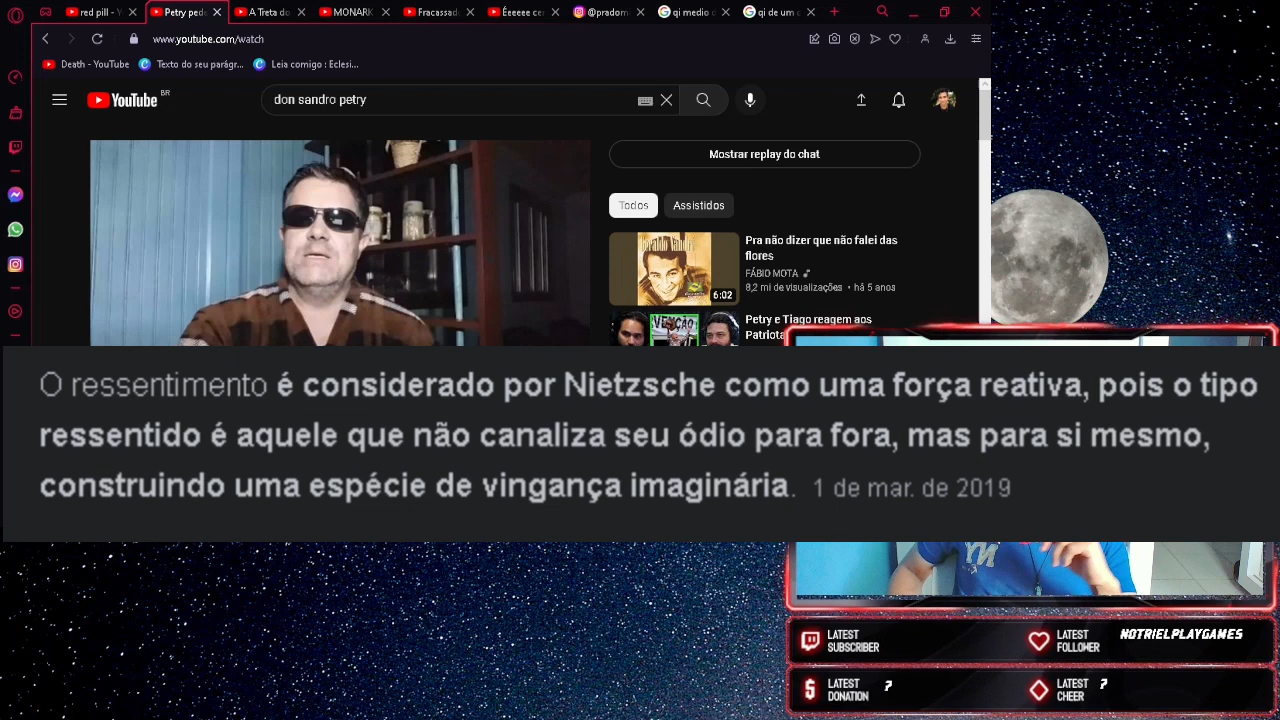 red pill - Y
Petry pede
A Treta do
MONARK
Fracassad
Éeeeee cer
@pradom
qi medio o
qi de um c
www.youtube.com/watch
Death - YouTube
Texto do seu parágr...
Leia comigo : Eclesi...
YouTube BR
don sandro petry
Mostrar replay do chat
Todos
Assistidos
Pra não dizer que não falei das
flores
FÁBIO MOTA
8,2 mi de visualizações • há 5 anos
6:02
Petry e Tiago reagem aos
Patriota
O ressentimento é considerado por Nietzsche como uma força reativa, pois o tipo
ressentido é aquele que não canaliza seu ódio para fora, mas para si mesmo,
construindo uma espécie de vingança imaginária. 1 de mar. de 2019
LATEST
SUBSCRIBER
LATEST
FOLLOWER
NOTRIELPLAYGAMES
LATEST
DONATION
?
LATEST
CHEER
?